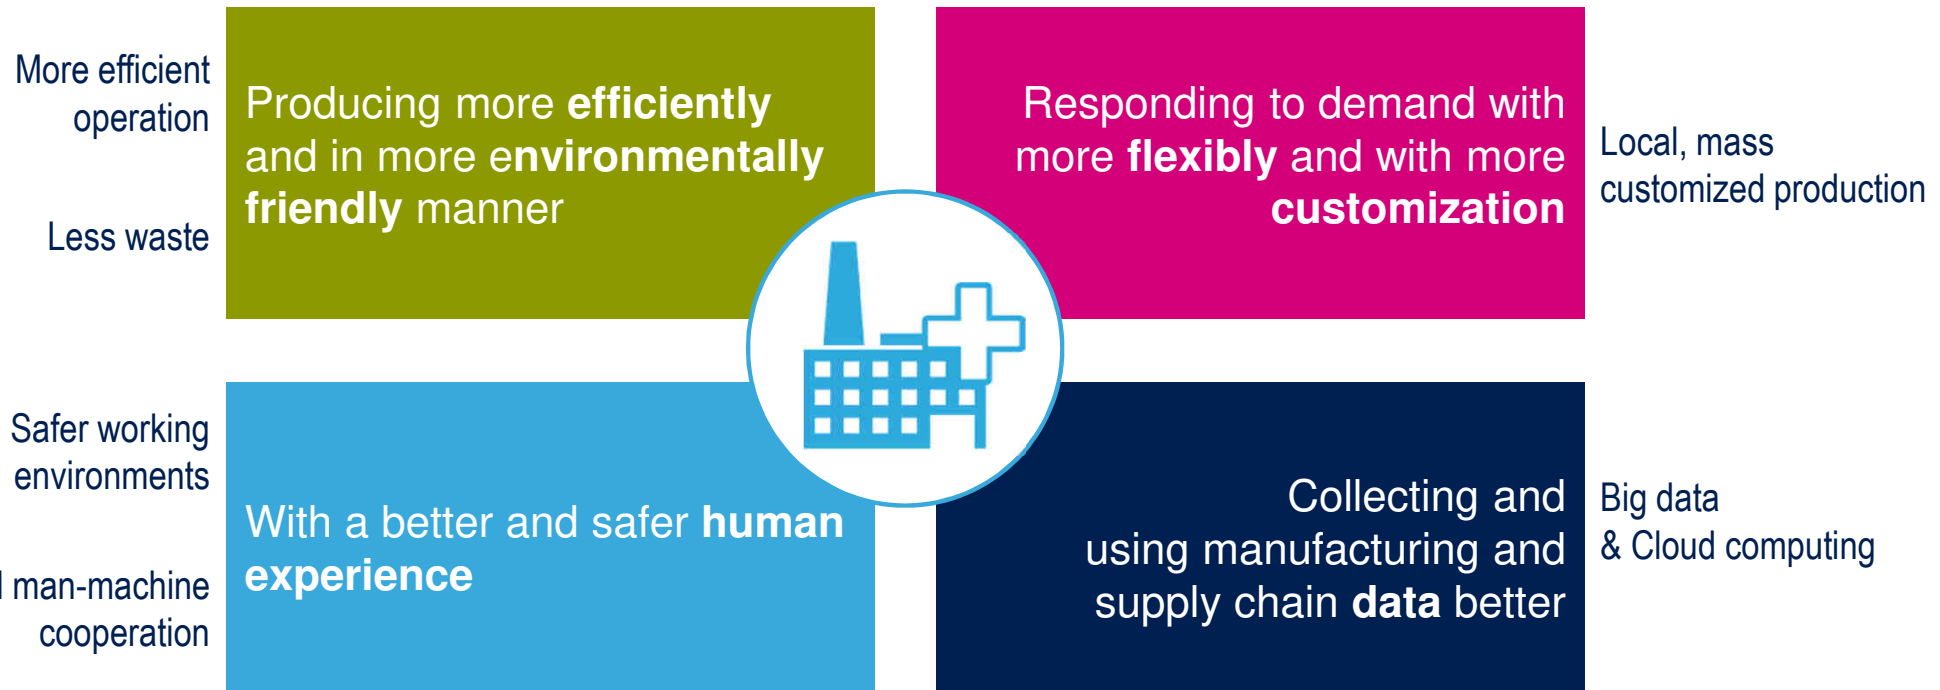 More efficient
operation
Less waste
Producing more efficiently
and in more environmentally
friendly manner
Responding to demand with
more flexibly and with more
customization
Local, mass
customized production
Safer working
environments
man-machine
cooperation
With a better and safer human
experience
Collecting and
using manufacturing and
supply chain data better
Big data
& Cloud computing